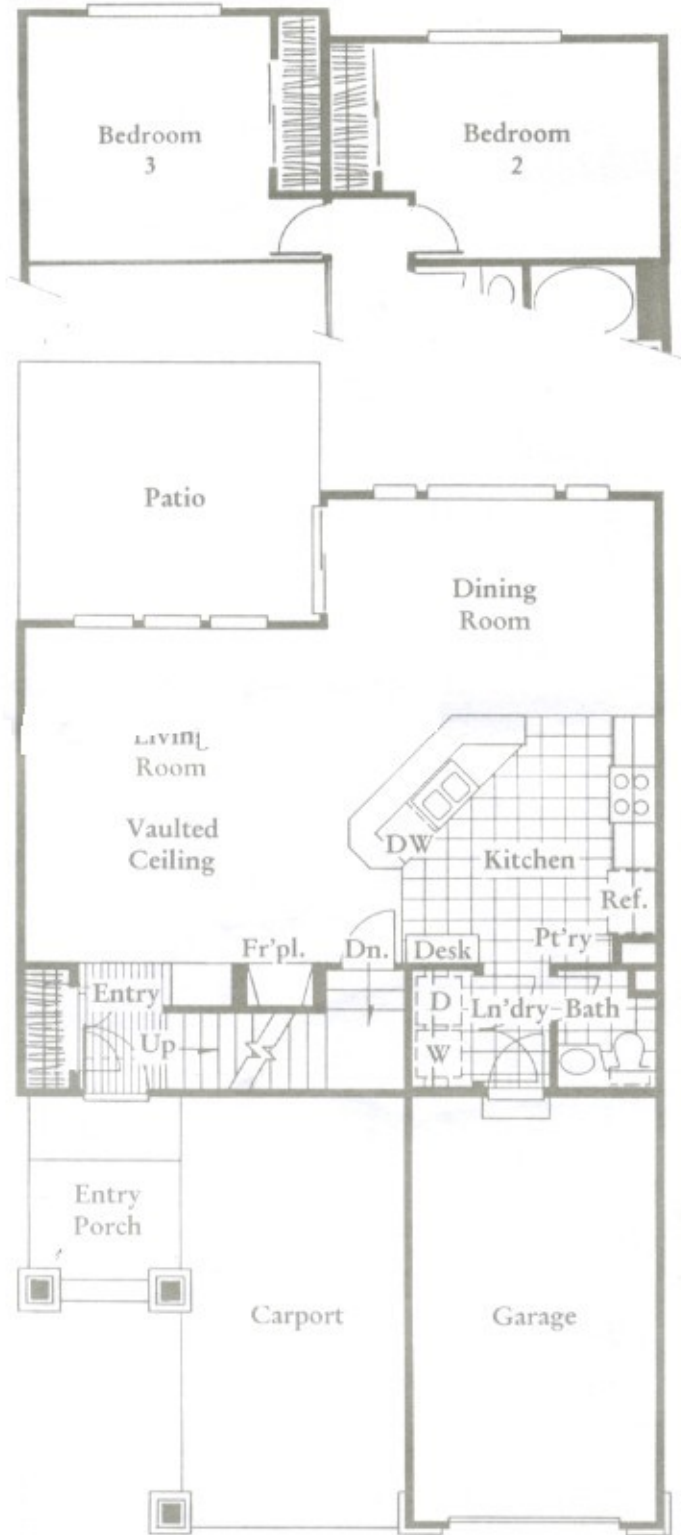 Bedroom
3
Bedroom
2
Patio
Dining
Room
Living
Room
Vaulted
Ceiling
DW
Kitchen
Ref.
Pt'ry
Fr'pl.
Dn.
Desk
Entry
Up
D
W
Ln'dry
Bath
Entry
Porch
Carport
Garage